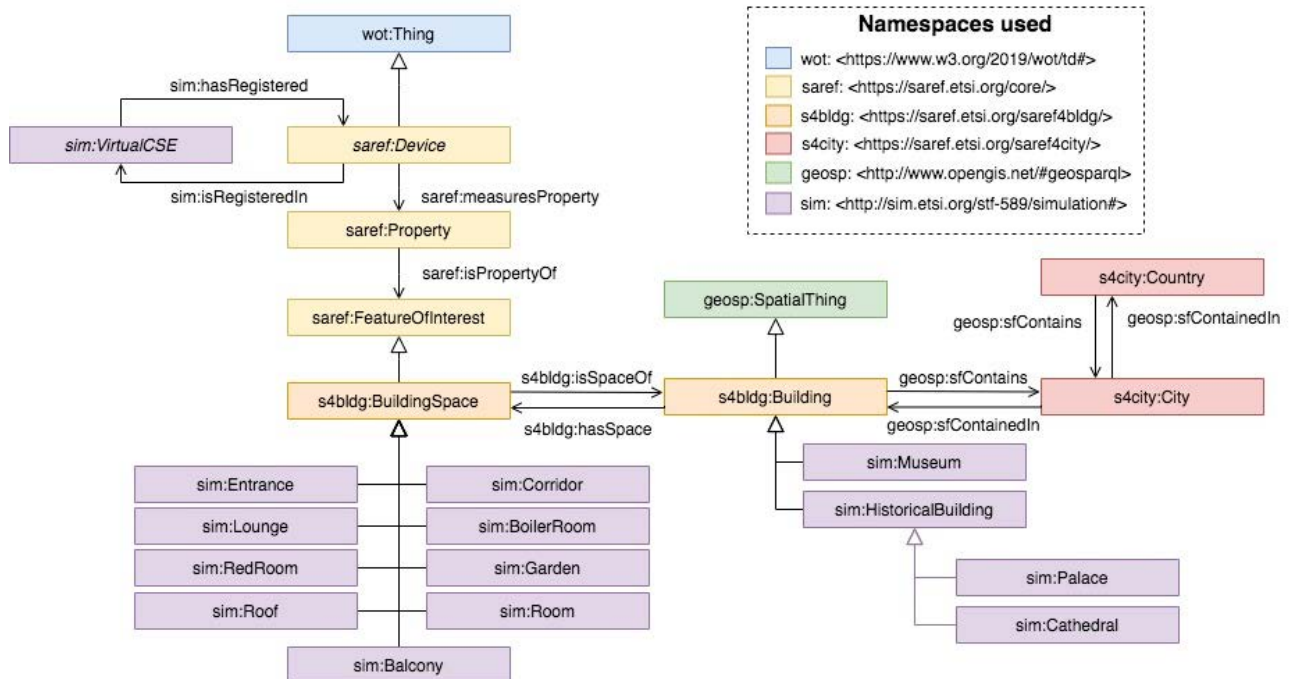 wot:Thing
Namespaces used
wot: <https://www.w3.org/2019/wot/td#>
saref: <https://saref.etsi.org/core/>
s4bldg: <https://saref.etsi.org/saref4bldg/>
s4city: <https://saref.etsi.org/saref4city/>
geosp: <http://www.opengis.net/#geosparql>
sim: <http://sim.etsi.org/stf-589/simulation#>
sim:hasRegistered
sim:VirtualCSE
saref:Device
sim:isRegisteredIn
saref:measuresProperty
saref:Property
saref:isPropertyOf
saref:FeatureOfInterest
geosp:SpatialThing
s4city:Country
geosp:sfContains
geosp:sfContainedIn
s4bldg:BuildingSpace
s4bldg:isSpaceOf
s4bldg:hasSpace
s4bldg:Building
geosp:sfContains
geosp:sfContainedIn
s4city:City
sim:Entrance
sim:Corridor
sim:Lounge
sim:BoilerRoom
sim:RedRoom
sim:Garden
sim:Roof
sim:Room
sim:Balcony
sim:Museum
sim:HistoricalBuilding
sim:Palace
sim:Cathedral